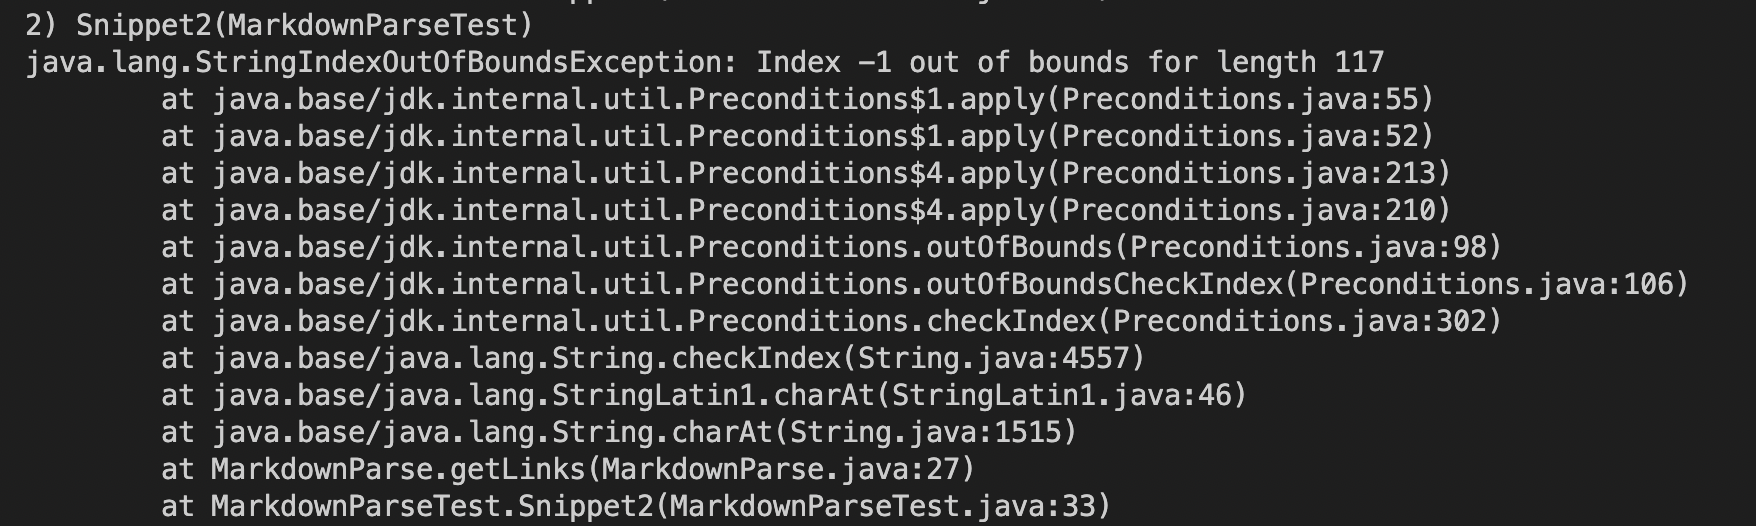 2) Snippet2(MarkdownParseTest)
java.lang.StringIndexOutOfBoundsException: Index -1 out of bounds for length 117
at java.base/jdk.internal.util.Preconditions$1.apply(Preconditions.java:55)
at java.base/jdk.internal.util.Preconditions$1.apply(Preconditions.java:52)
at java.base/jdk.internal.util.Preconditions$4.apply(Preconditions.java:213)
at java.base/jdk.internal.util.Preconditions$4.apply(Preconditions.java:210)
at java.base/jdk.internal.util.Preconditions.outOfBounds(Preconditions.java:98)
at java.base/jdk.internal.util.Preconditions.outOfBoundsCheckIndex(Preconditions.java:106)
at java.base/jdk.internal.util.Preconditions.checkIndex(Preconditions.java:302)
at java.base/java.lang.String.checkIndex(String.java:4557)
at java.base/java.lang.StringLatin1.charAt(StringLatin1.java:46)
at java.base/java.lang.String.charAt(String.java:1515)
at MarkdownParse.getLinks(MarkdownParse.java:27)
at MarkdownParseTest.Snippet2(MarkdownParseTest.java:33)